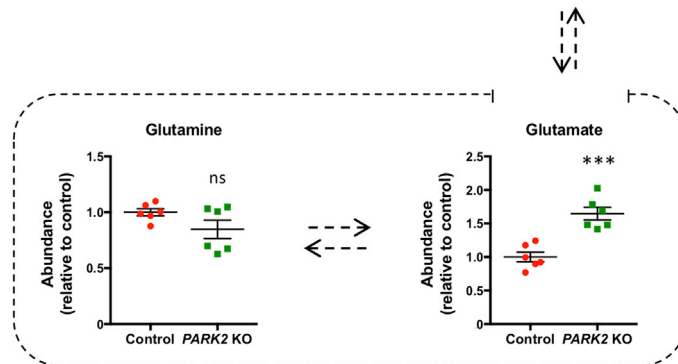 Glutamine
Abundance
(relative to control)
1.5
1.0
0.5
0
ns
Control PARK2 KO
Glutamate
Abundance
(relative to control)
2.5
2.0
1.5
1.0
0.5
0
***
Control PARK2 KO